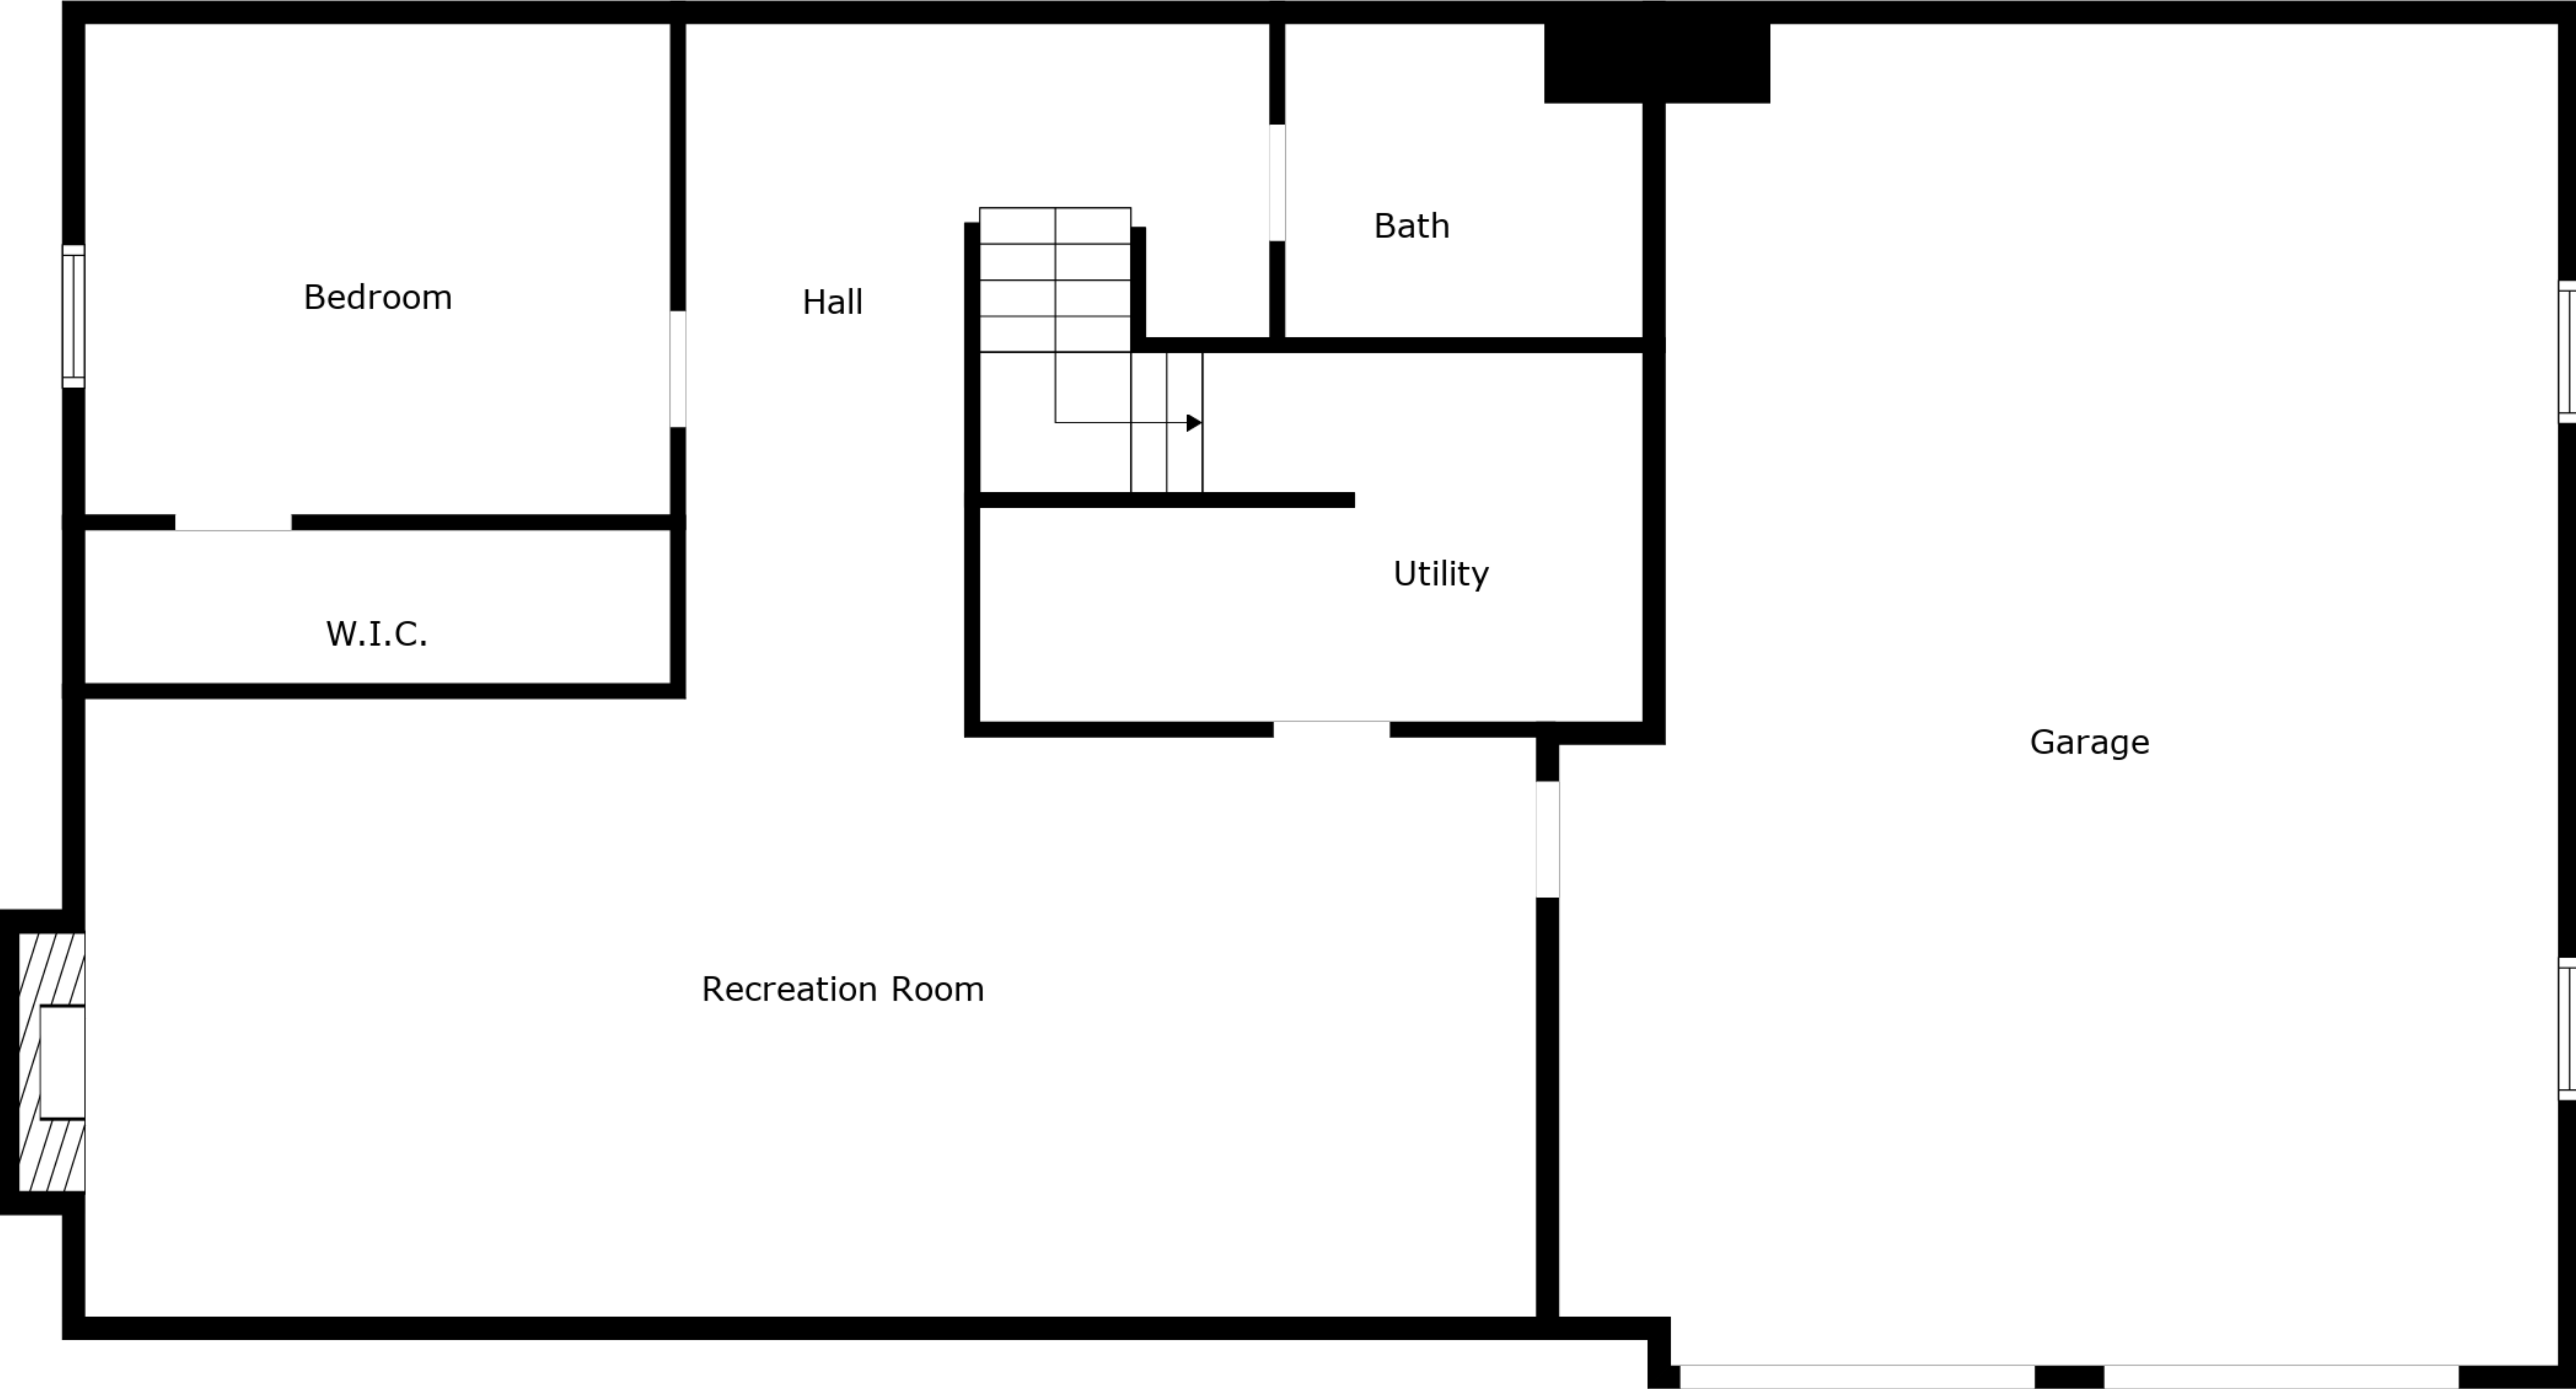 Bedroom
Hall
Bath
W.I.C.
Utility
Garage
Recreation Room